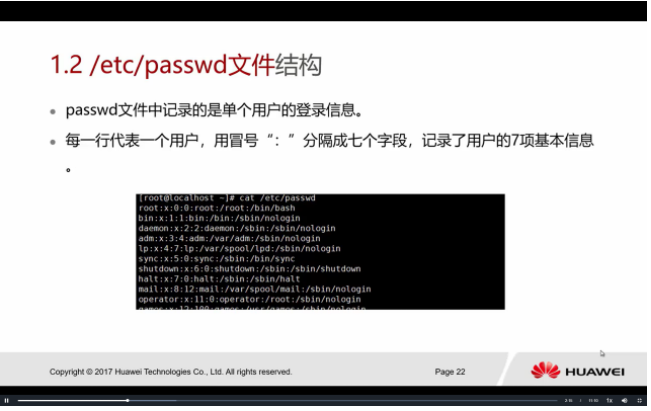 1.2 /etc/passwd文件结构
passwd文件中记录的是单个用户的登录信息。
每一行代表一个用户，用冒号“：”分隔成七个字段，记录了用户的7项基本信息
。
[root@localhost ~]# cat /etc/passwd
root:x:0:0:root:/root:/bin/bash
bin:x:1:1:bin:/bin:/sbin/nologin
daemon:x:2:2:daemon:/sbin:/sbin/nologin
adm:x:3:4:adm:/var/adm:/sbin/nologin
lp:x:4:7:lp:/var/spool/lpd:/sbin/nologin
sync:x:5:0:sync:/sbin:/bin/sync
shutdown:x:6:0:shutdown:/sbin:/sbin/shutdown
halt:x:7:0:halt:/sbin:/sbin/halt
mail:x:8:12:mail:/var/spool/mail:/sbin/nologin
operator:x:11:0:operator:/root:/sbin/nologin
games:x:12:100:games:/usr/games:/sbin/nologin
Copyright © 2017 Huawei Technologies Co., Ltd. All rights reserved.
Page 22
HUAWEI
1x